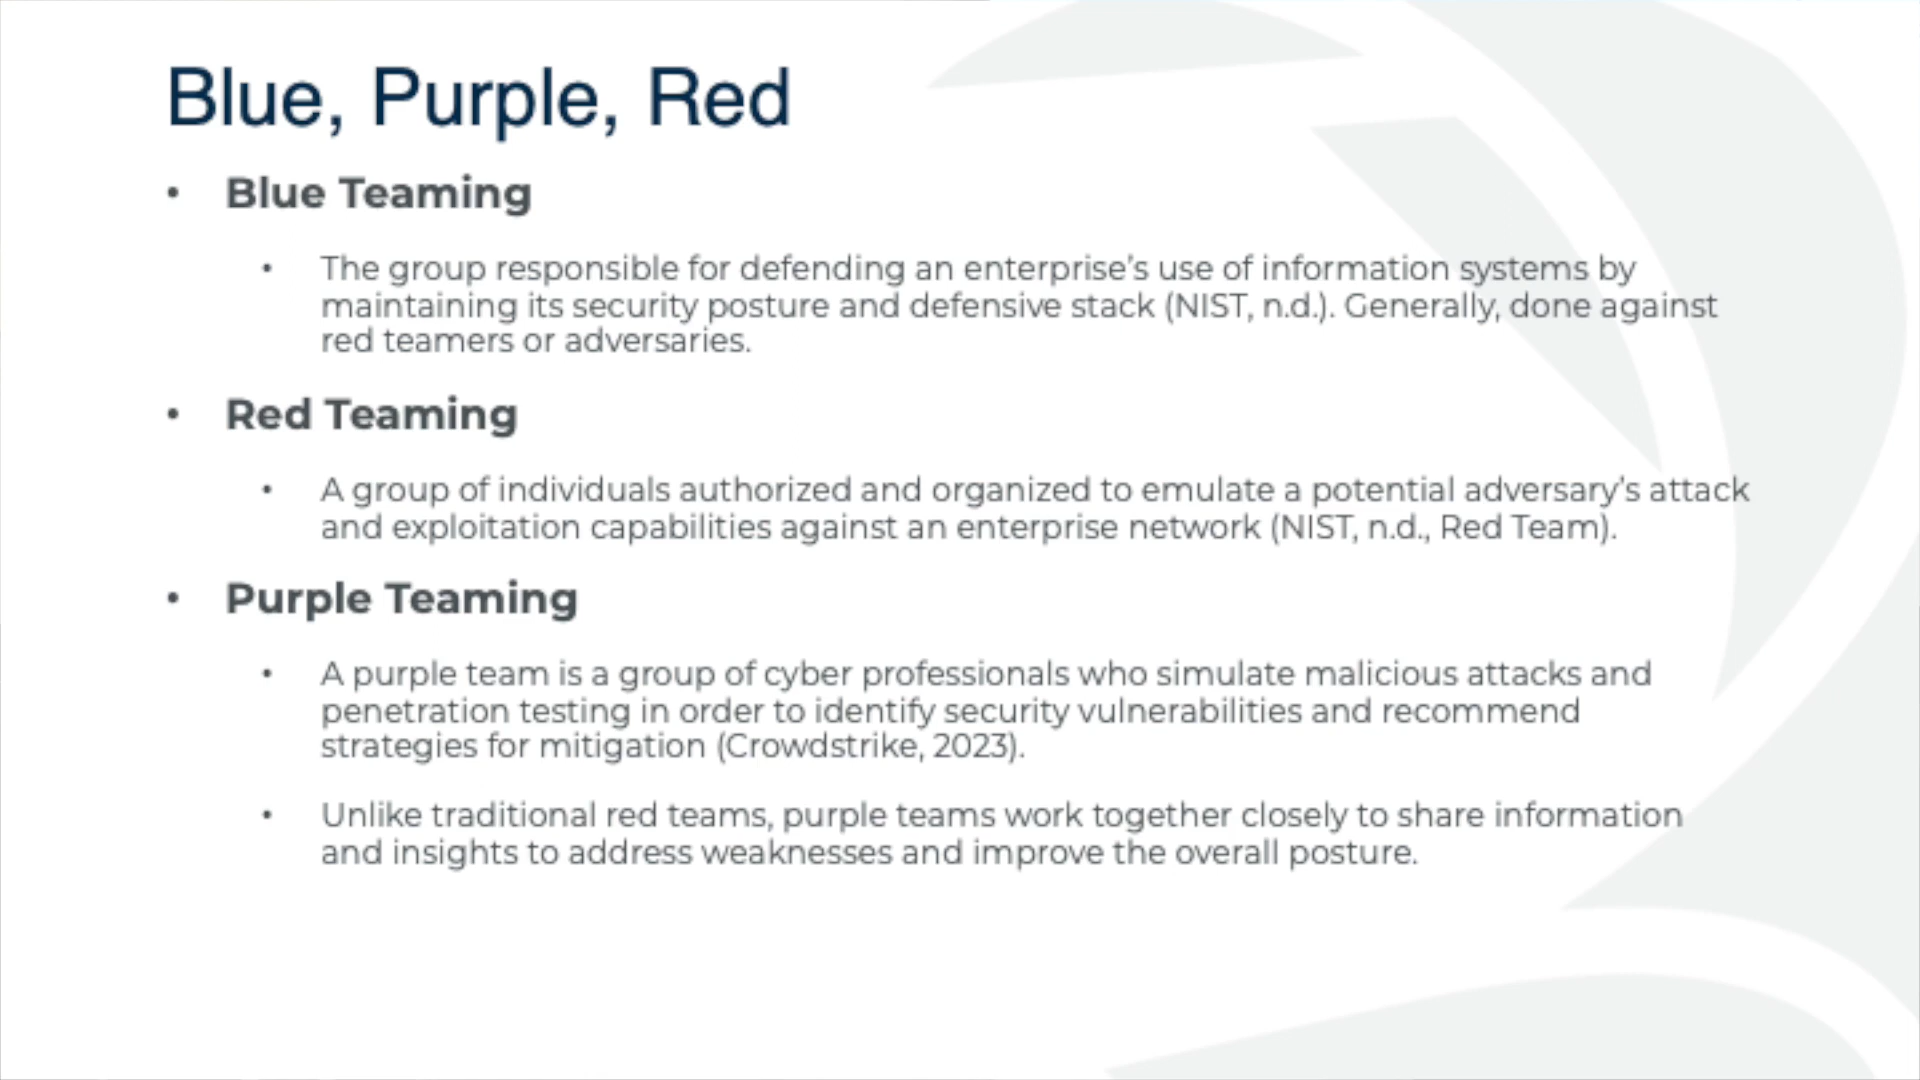 Blue, Purple, Red
• Blue Teaming
• The group responsible for defending an enterprise’s use of information systems by
maintaining its security posture and defensive stack (NIST, n.d.). Generally, done against
red teamers or adversaries.
• Red Teaming
• A group of individuals authorized and organized to emulate a potential adversary’s attack
and exploitation capabilities against an enterprise network (NIST, n.d., Red Team).
• Purple Teaming
• A purple team is a group of cyber professionals who simulate malicious attacks and
penetration testing in order to identify security vulnerabilities and recommend
strategies for mitigation (Crowdstrike, 2023).
• Unlike traditional red teams, purple teams work together closely to share information
and insights to address weaknesses and improve the overall posture.